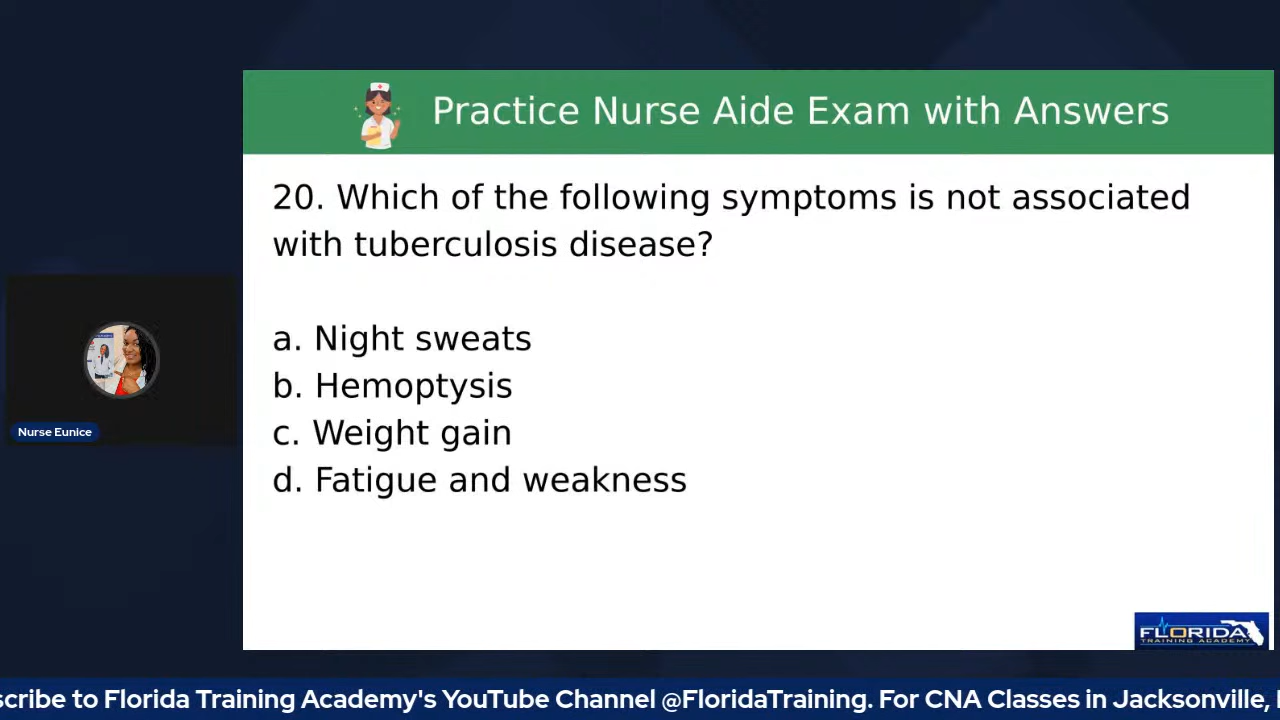 Practice Nurse Aide Exam with Answers
20. Which of the following symptoms is not associated
with tuberculosis disease?
a. Night sweats
b. Hemoptysis
c. Weight gain
d. Fatigue and weakness
Nurse Eunice
FLORIDA
TRAINING ACADEMY
scribe to Florida Training Academy's YouTube Channel @FloridaTraining. For CNA Classes in Jacksonville,